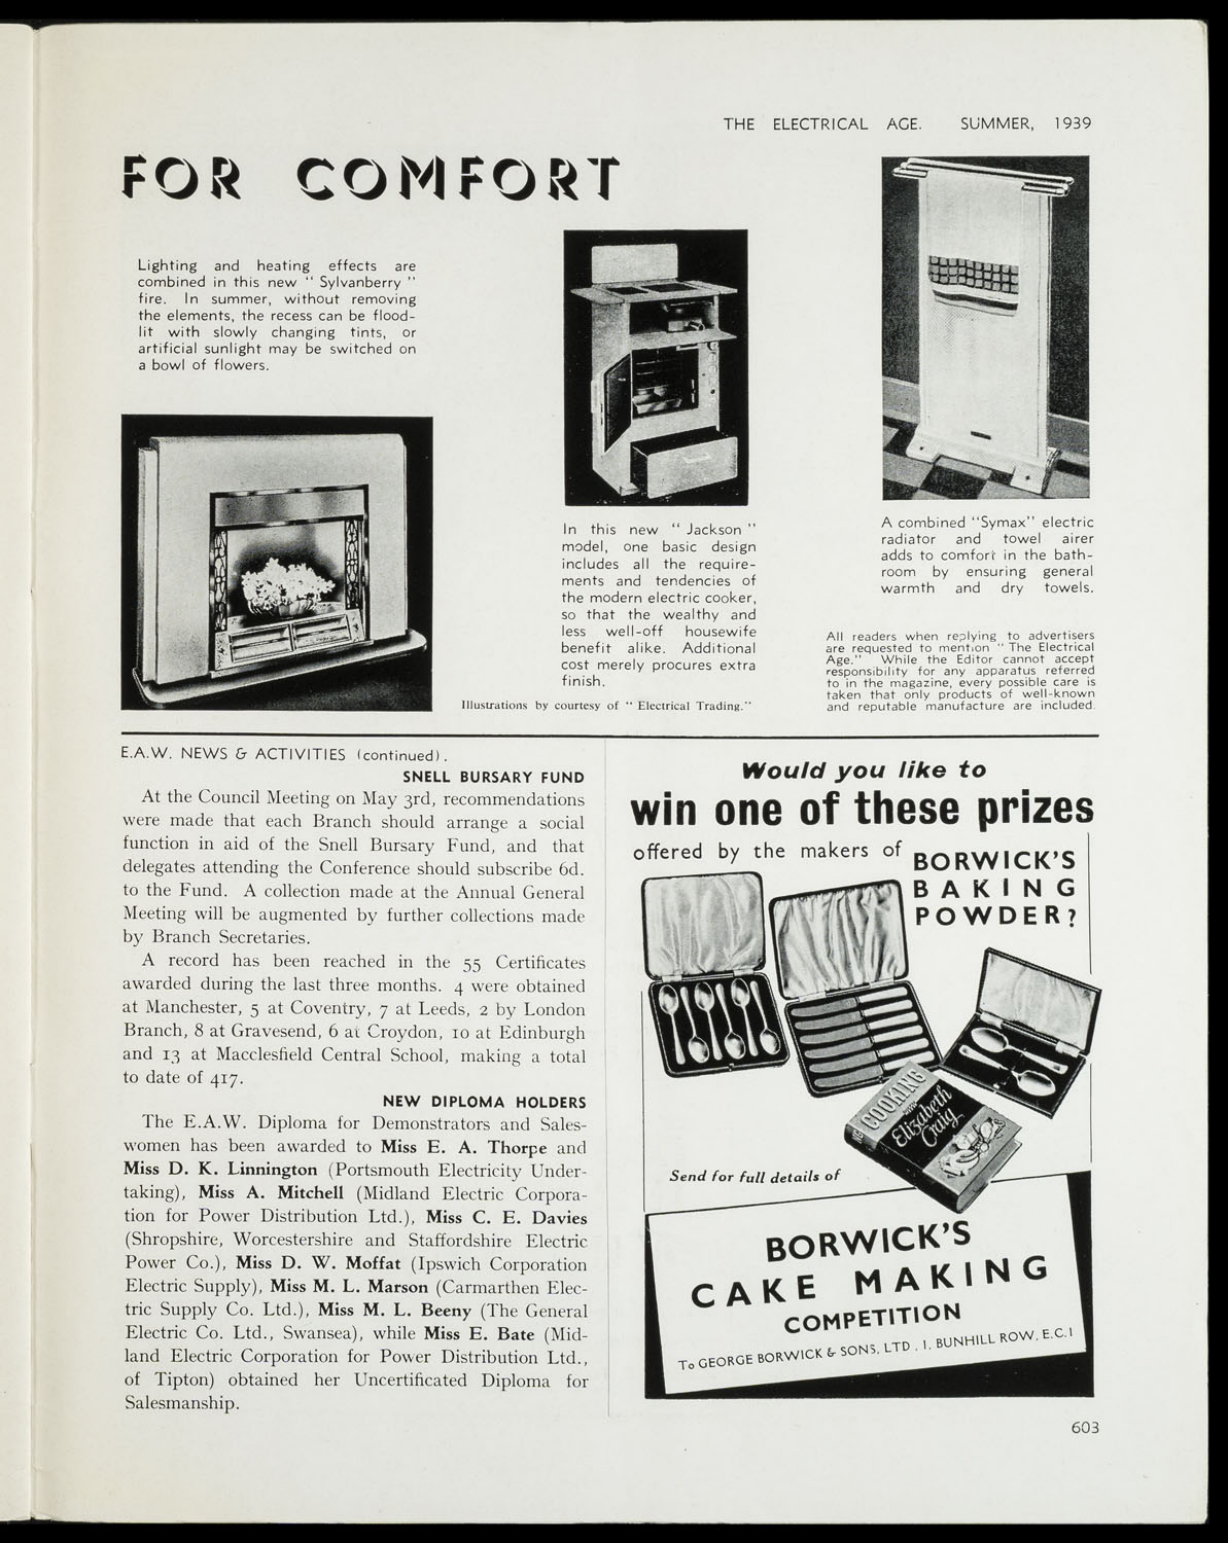 THE ELECTRICAL AGE. SUMMER, 1939
FOR COMFORT
Lighting and heating effects are
combined in this new " Sylvanberry "
fire. In summer, without removing
the elements, the recess can be flood-
lit with slowly changing tints, or
artificial sunlight may be switched on
a bowl of flowers.
In this new " Jackson "
model, one basic design
includes all the require-
ments and tendencies of
the modern electric cooker,
so that the wealthy and
less well-off housewife
benefit alike. Additional
cost merely procures extra
finish.
Illustrations by courtesy of " Electrical Trading."
A combined "Symax" electric
radiator and towel airer
adds to comfort in the bath-
room by ensuring general
warmth and dry towels.
All readers when replying to advertisers
are requested to mention " The Electrical
Age." While the Editor cannot accept
responsibility for any apparatus referred
to in the magazine, every possible care is
taken that only products of well-known
and reputable manufacture are included.
E.A.W. NEWS & ACTIVITIES (continued).
SNELL BURSARY FUND
At the Council Meeting on May 3rd, recommendations
were made that each Branch should arrange a social
function in aid of the Snell Bursary Fund, and that
delegates attending the Conference should subscribe 6d.
to the Fund. A collection made at the Annual General
Meeting will be augmented by further collections made
by Branch Secretaries.
A record has been reached in the 55 Certificates
awarded during the last three months. 4 were obtained
at Manchester, 5 at Coventry, 7 at Leeds, 2 by London
Branch, 8 at Gravesend, 6 at Croydon, 10 at Edinburgh
and 13 at Macclesfield Central School, making a total
to date of 417.
NEW DIPLOMA HOLDERS
The E.A.W. Diploma for Demonstrators and Sales-
women has been awarded to Miss E. A. Thorpe and
Miss D. K. Linnington (Portsmouth Electricity Under-
taking), Miss A. Mitchell (Midland Electric Corpora-
tion for Power Distribution Ltd.), Miss C. E. Davies
(Shropshire, Worcestershire and Staffordshire Electric
Power Co.), Miss D. W. Moffat (Ipswich Corporation
Electric Supply), Miss M. L. Marson (Carmarthen Elec-
tric Supply Co. Ltd.), Miss M. L. Beeny (The General
Electric Co. Ltd., Swansea), while Miss E. Bate (Mid-
land Electric Corporation for Power Distribution Ltd.,
of Tipton) obtained her Uncertificated Diploma for
Salesmanship.
Would you like to
win one of these prizes
offered by the makers of
BORWICK'S
BAKING
POWDER?
COOKING
with
Elizabeth
Craig
Send for full details of
BORWICK'S
CAKE MAKING
COMPETITION
To GEORGE BORWICK & SONS, LTD., 1, BUNHILL ROW, E.C.1
603